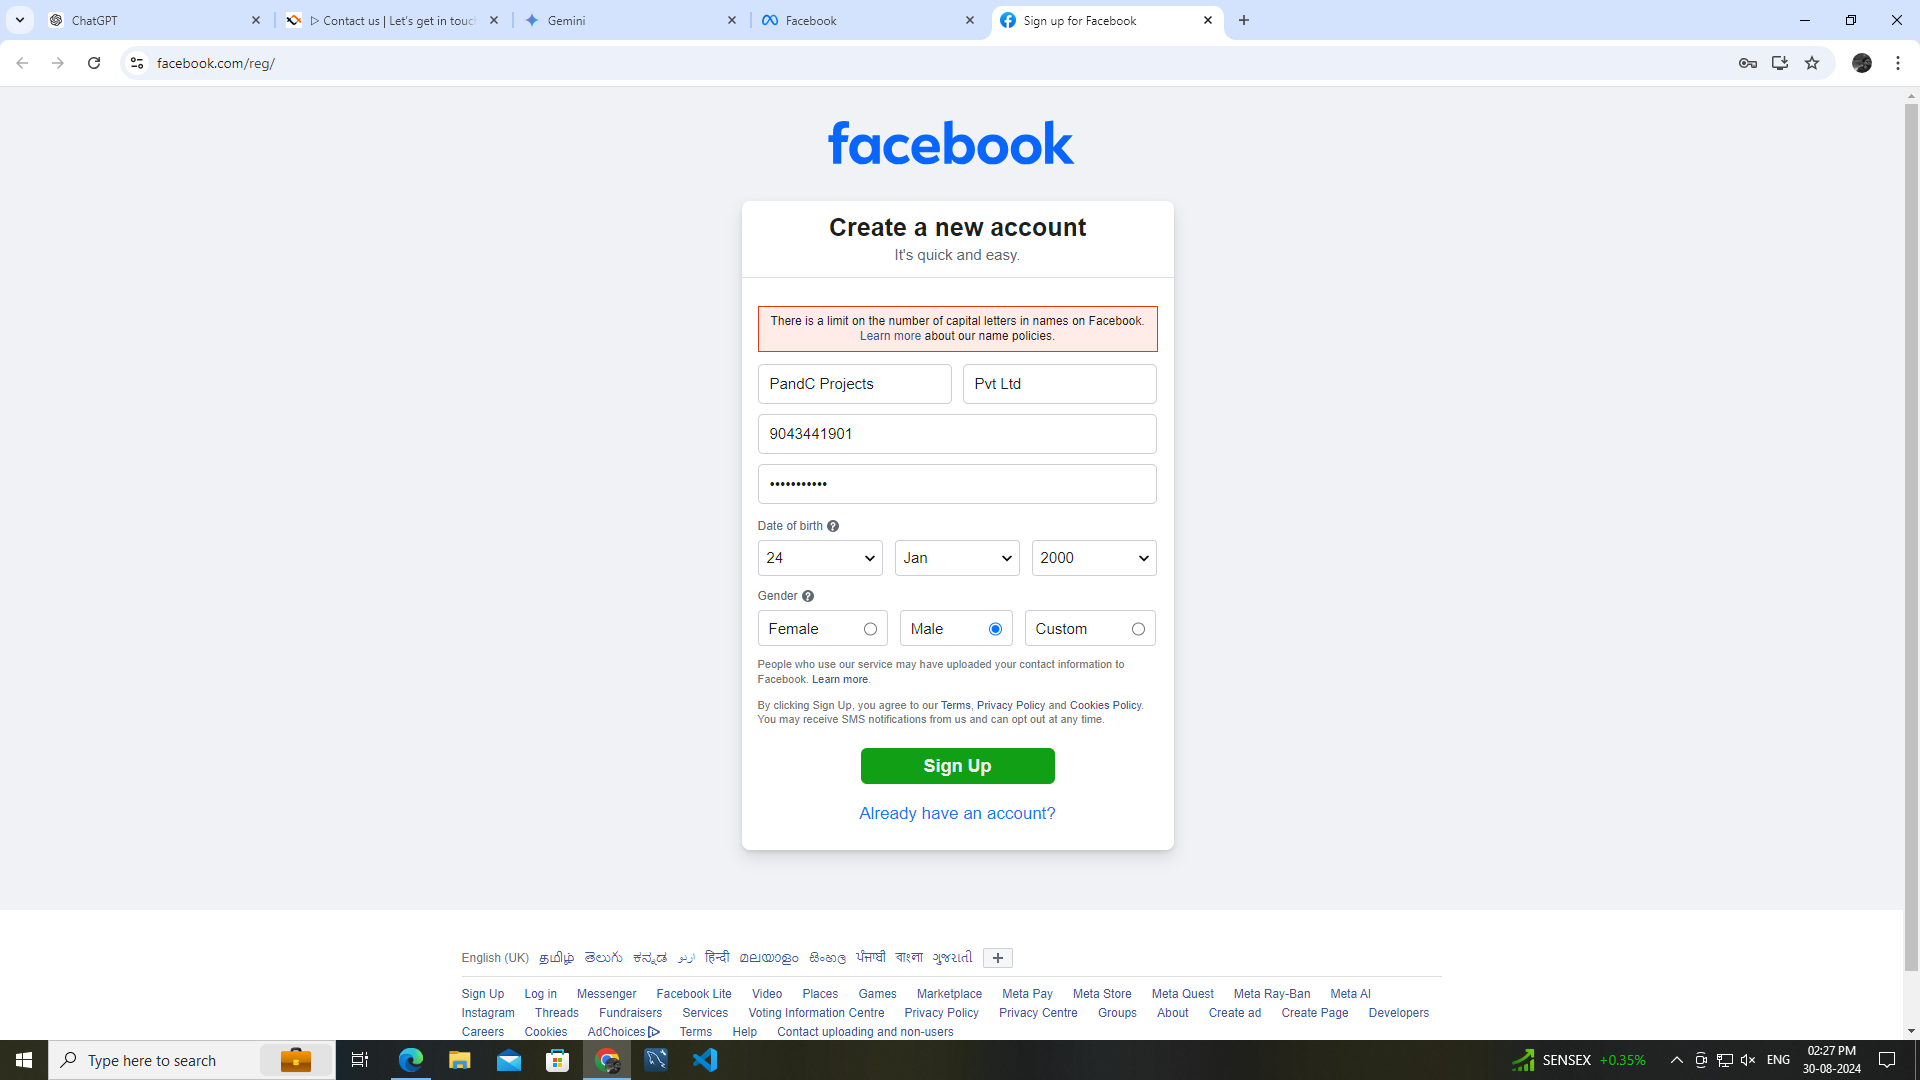 ChatGPT
ᐅ Contact us | Let's get in touc
Gemini
Facebook
Sign up for Facebook
facebook.com/reg/
facebook
Create a new account
It's quick and easy.
There is a limit on the number of capital letters in names on Facebook.
Learn more about our name policies.
PandC Projects Pvt Ltd
9043441901
•••••••••••
Date of birth
24 Jan 2000
Gender
Female Male Custom
People who use our service may have uploaded your contact information to
Facebook. Learn more.
By clicking Sign Up, you agree to our Terms, Privacy Policy and Cookies Policy.
You may receive SMS notifications from us and can opt out at any time.
Sign Up
Already have an account?
English (UK) தமிழ் తెలుగు ಕನ್ನಡ اردو हिन्दी മലയാളം සිංහල ਪੰਜਾਬੀ বাংলা ગુજરાતી +
Sign Up Log in Messenger Facebook Lite Video Places Games Marketplace Meta Pay Meta Store Meta Quest Meta Ray-Ban Meta AI
Instagram Threads Fundraisers Services Voting Information Centre Privacy Policy Privacy Centre Groups About Create ad Create Page Developers
Careers Cookies AdChoices Terms Help Contact uploading and non-users
Type here to search
SENSEX +0.35%
ENG
02:27 PM
30-08-2024